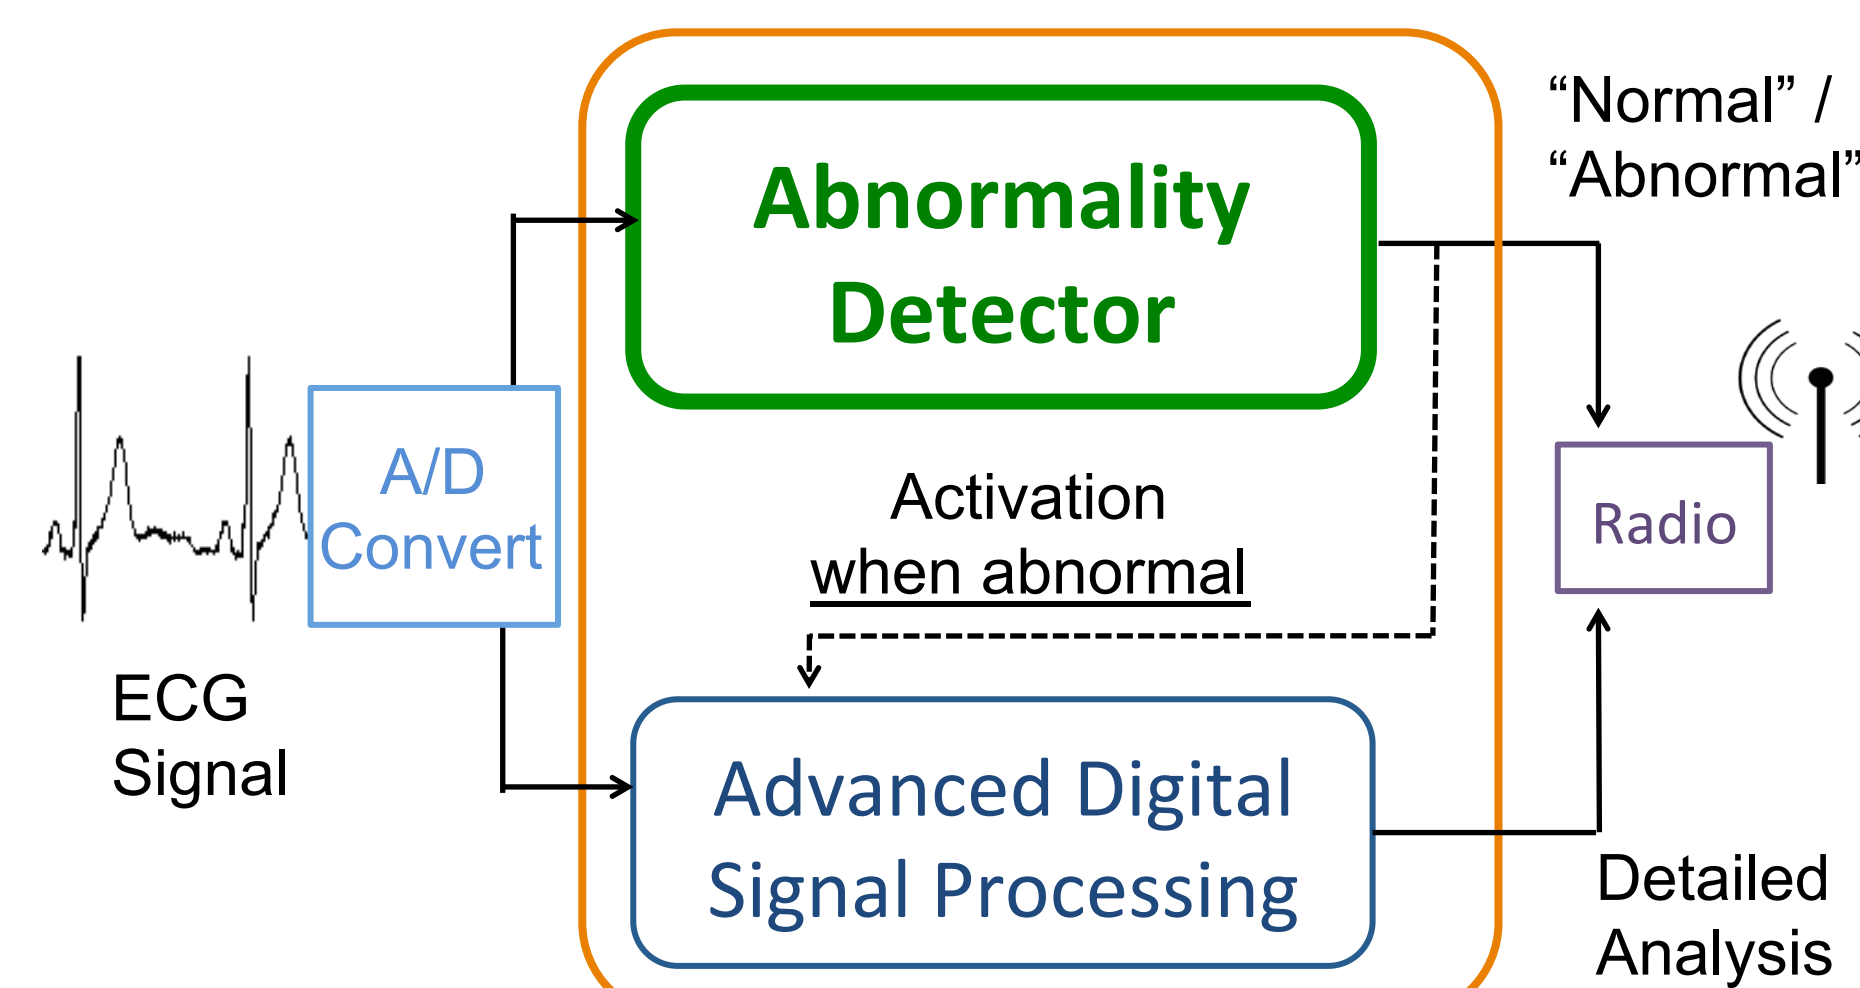 “Normal” /
“Abnormal”
Abnormality
Detector
A/D
Convert
Activation
when abnormal
Radio
ECG
Signal
Advanced Digital
Signal Processing
Detailed
Analysis